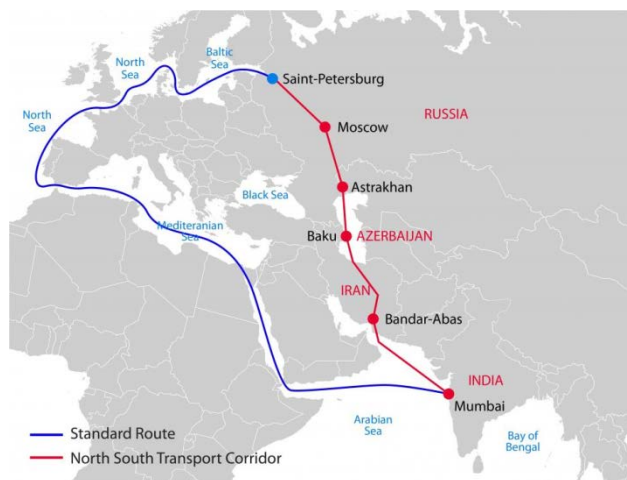 North
Sea
Baltic
Sea
Saint-Petersburg
North
Sea
RUSSIA
Moscow
Astrakhan
Black Sea
Mediteranian
Sea
Baku
AZERBAIJAN
IRAN
Bandar-Abas
INDIA
Mumbai
Arabian
Sea
Bay of
Bengal
Standard Route
North South Transport Corridor